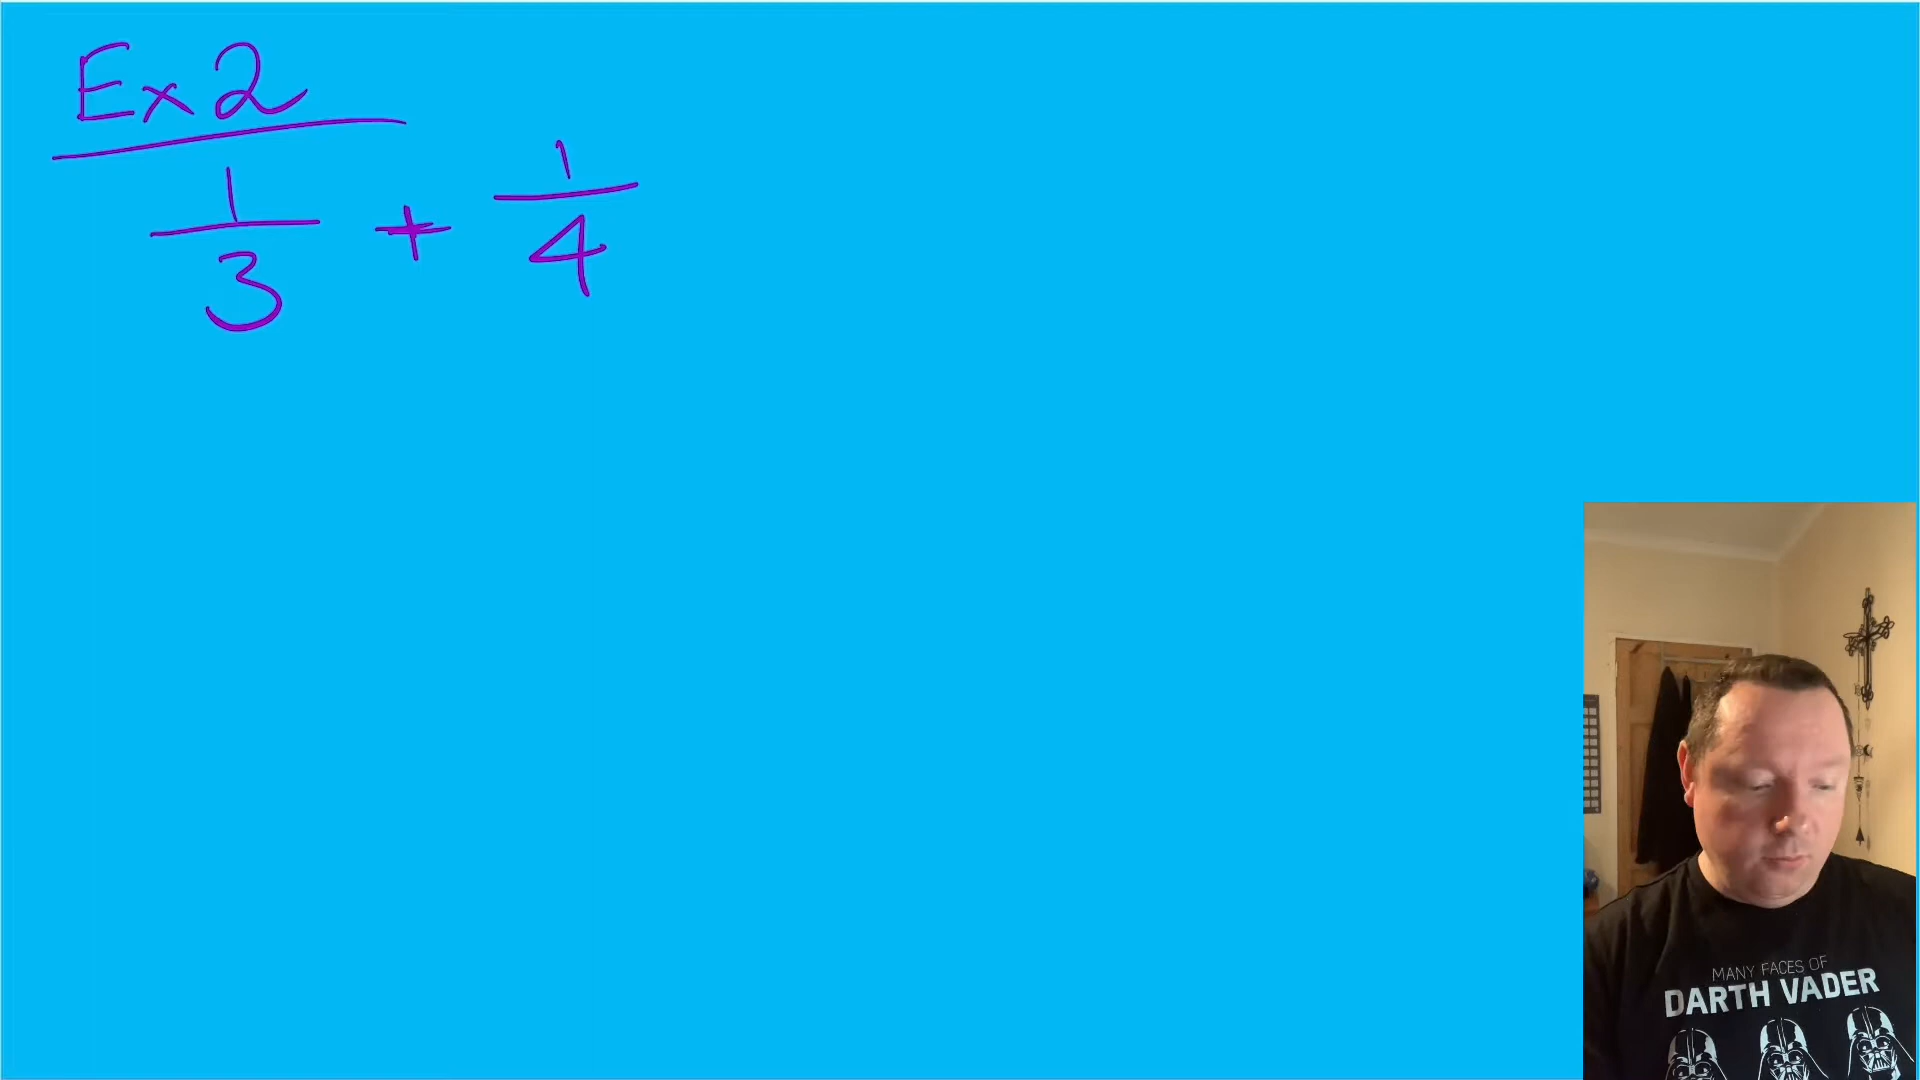 Ex 2
1/3 + 1/4
MANY FACES OF
DARTH VADER